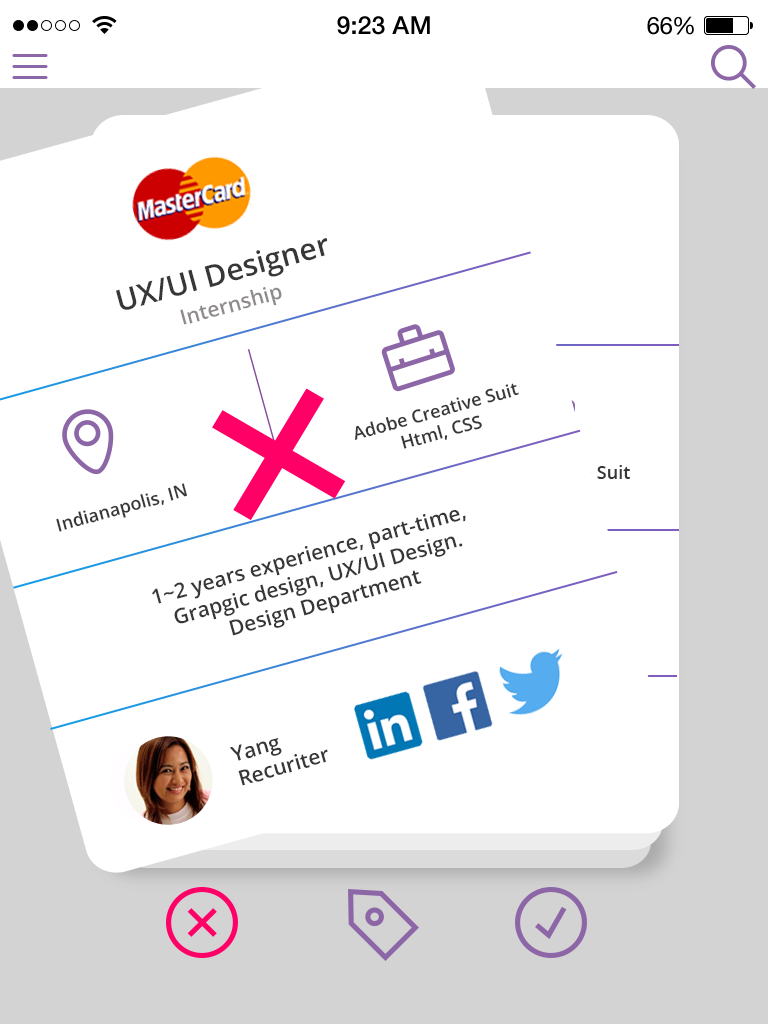 9:23 AM
66%
MasterCard
UX/UI Designer
Internship
Adobe Creative Suit
Html, CSS
Indianapolis, IN
Suit
1~2 years experience, part-time,
Grapgic design, UX/UI Design.
Design Department
in
f
Yang
Recuriter